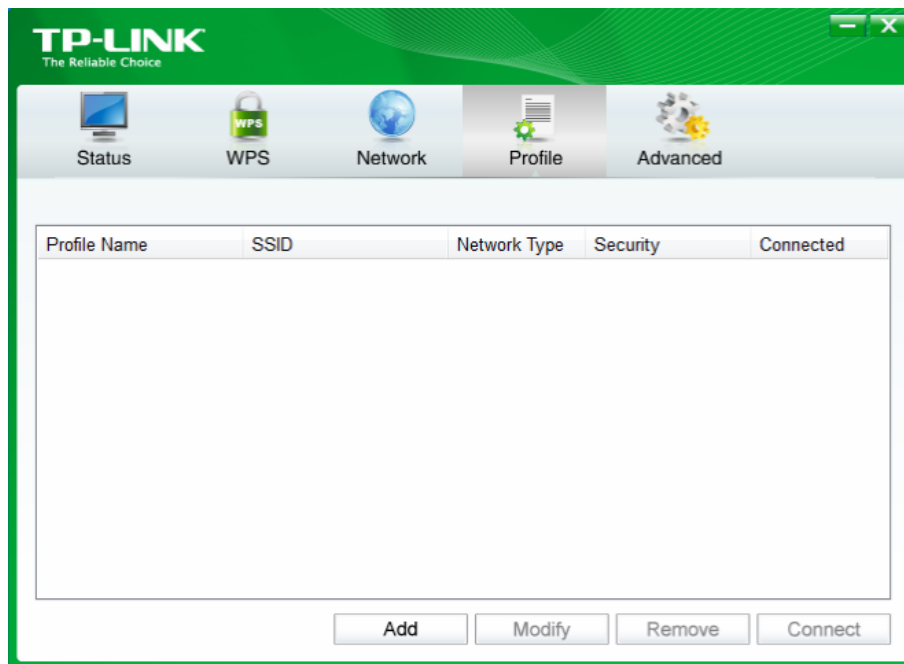 TP-LINK
The Reliable Choice
WPS
Status WPS Network Profile Advanced
Profile Name SSID Network Type Security Connected
Add Modify Remove Connect